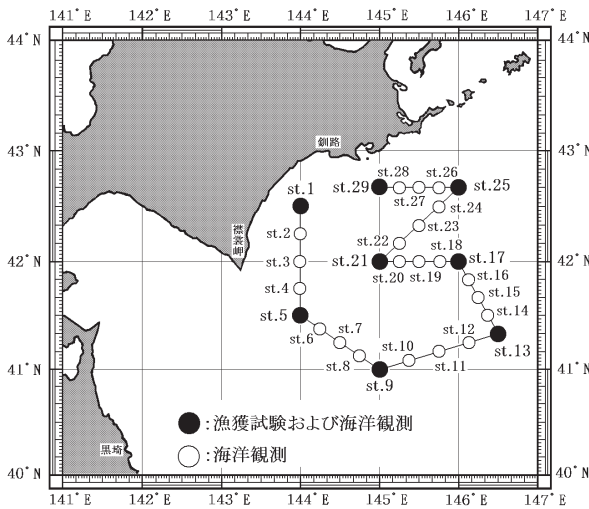 141˚E 142˚E 143˚E 144˚E 145˚E 146˚E 147˚E
44˚N 44˚N
釧路
43˚N 43˚N
st.28 st.26
st.1 st.29 st.25
st.27 st.24
襟裳岬
st.2 st.23
st.22 st.18
st.3 st.17
42˚N 42˚N
st.21 st.20 st.19 st.16
st.4 st.15
st.5 st.14
st.6 st.7 st.12
st.10 st.13
st.8 st.11
41˚N 41˚N
st.9
●:漁獲試験および海洋観測
黒埼
○:海洋観測
40˚N 40˚N
141˚E 142˚E 143˚E 144˚E 145˚E 146˚E 147˚E